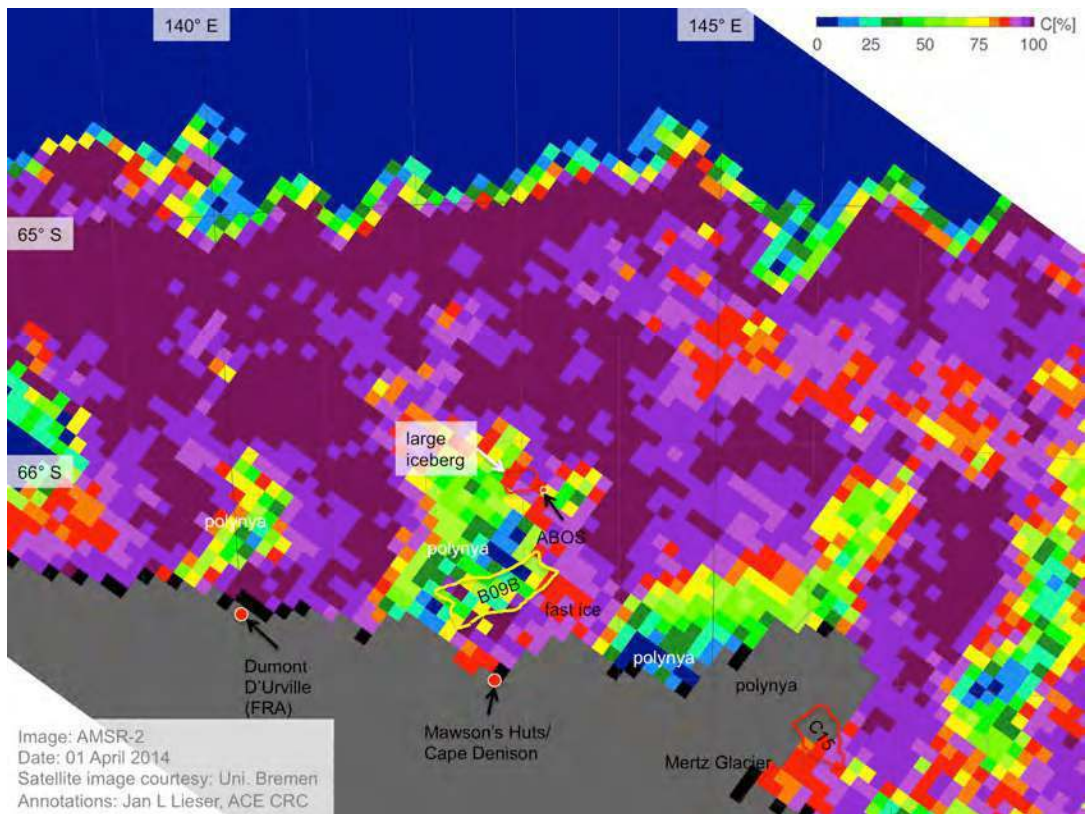 140° E
145° E
C[%]
0 25 50 75 100
65° S
66° S
large
iceberg
ABOS
polynya
polynya
B09B
fast ice
polynya
polynya
Dumont
D'Urville
(FRA)
Mawson's Huts/
Cape Denison
C15
Mertz Glacier
Image: AMSR-2
Date: 01 April 2014
Satellite image courtesy: Uni. Bremen
Annotations: Jan L Lieser, ACE CRC